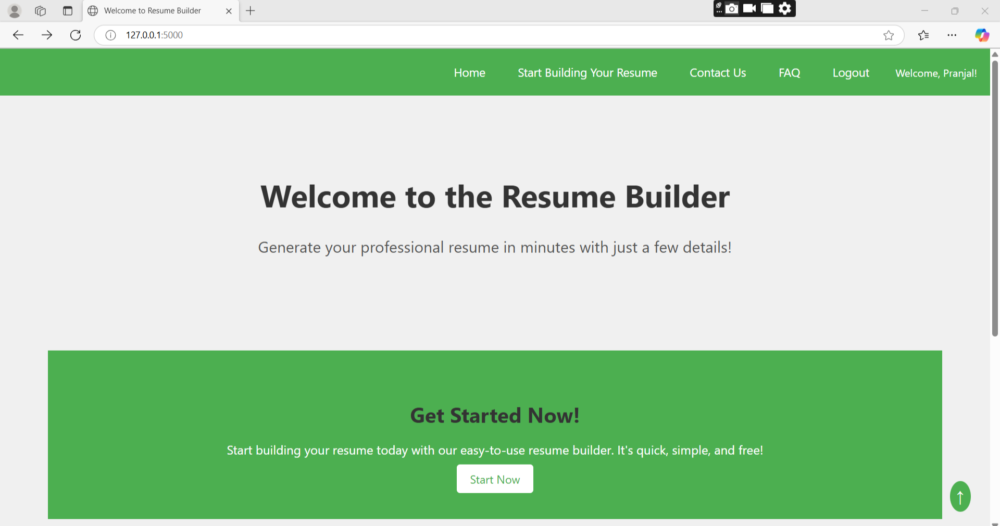 Welcome to Resume Builder
127.0.0.1:5000
Home Start Building Your Resume Contact Us FAQ Logout Welcome, Pranjal!
Welcome to the Resume Builder
Generate your professional resume in minutes with just a few details!
Get Started Now!
Start building your resume today with our easy-to-use resume builder. It's quick, simple, and free!
Start Now